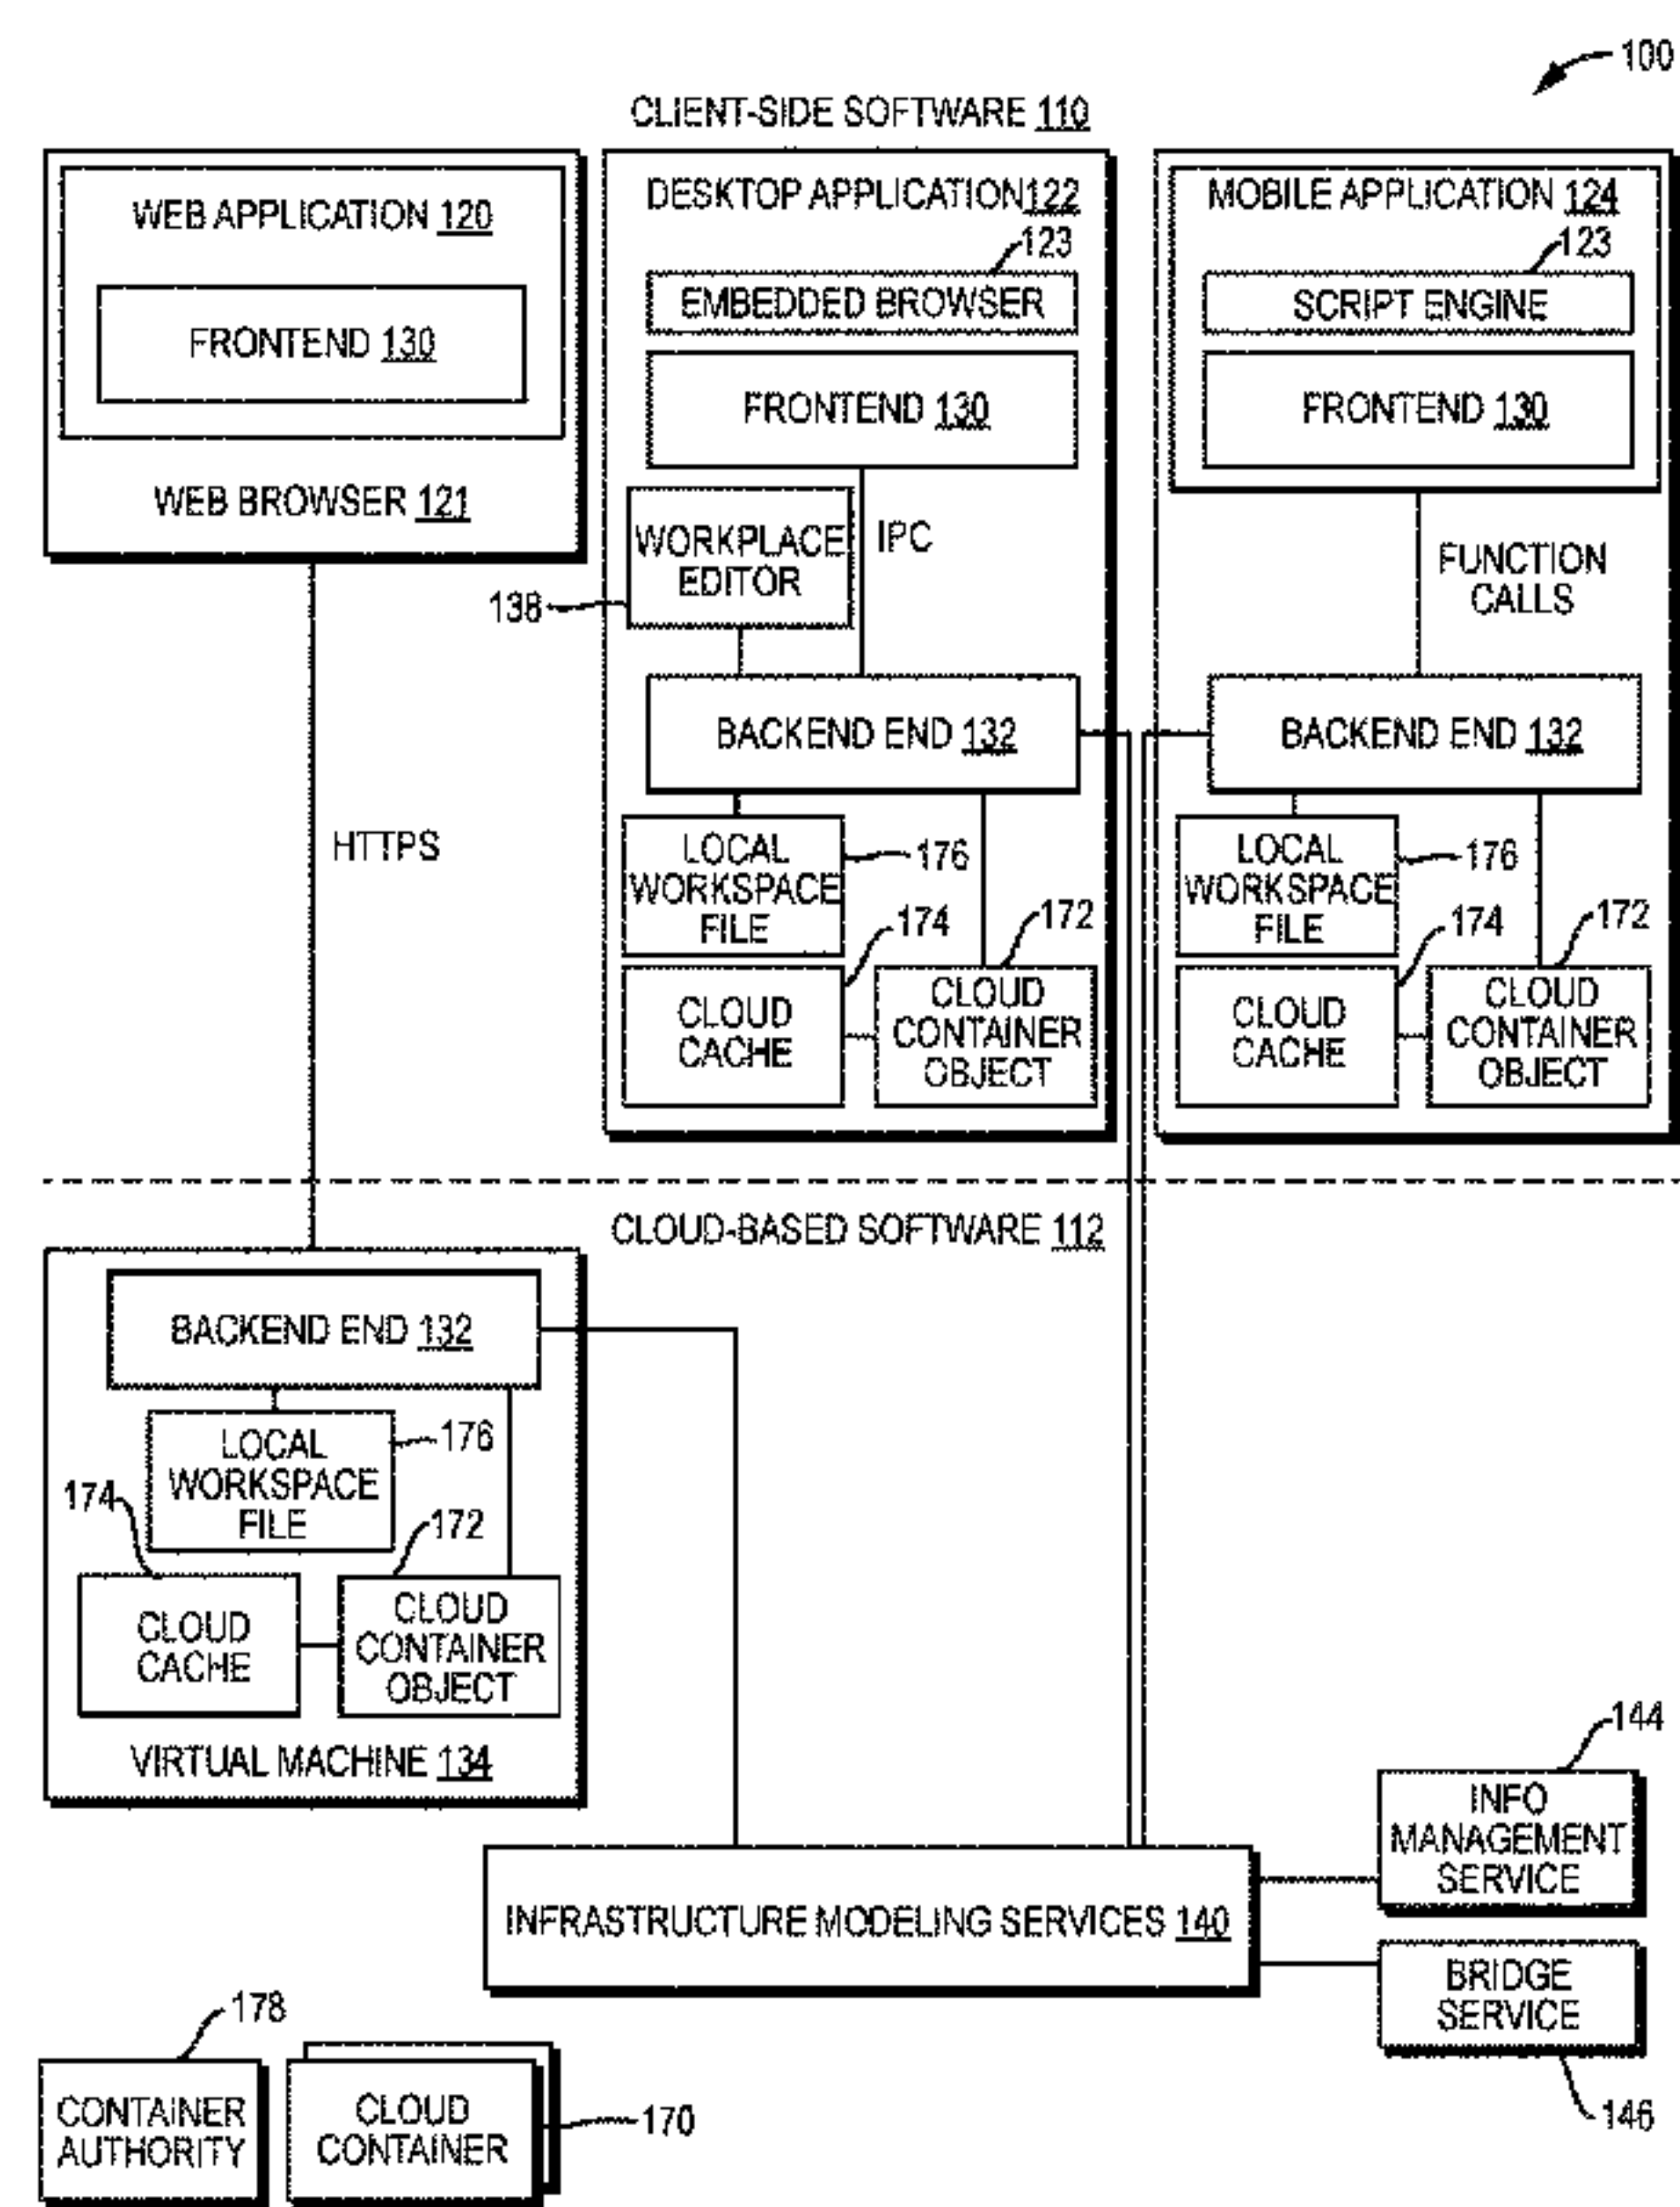 100
CLIENT-SIDE SOFTWARE 110
WEB APPLICATION 120
FRONTEND 130
WEB BROWSER 121
DESKTOP APPLICATION 122
123
EMBEDDED BROWSER
FRONTEND 130
WORKPLACE
EDITOR
138
IPC
BACKEND END 132
LOCAL
WORKSPACE
FILE
176
174
172
CLOUD
CACHE
CLOUD
CONTAINER
OBJECT
MOBILE APPLICATION 124
123
SCRIPT ENGINE
FRONTEND 130
FUNCTION
CALLS
BACKEND END 132
LOCAL
WORKSPACE
FILE
176
174
172
CLOUD
CACHE
CLOUD
CONTAINER
OBJECT
HTTPS
CLOUD-BASED SOFTWARE 112
BACKEND END 132
LOCAL
WORKSPACE
FILE
176
174
172
CLOUD
CACHE
CLOUD
CONTAINER
OBJECT
VIRTUAL MACHINE 134
INFRASTRUCTURE MODELING SERVICES 140
144
INFO
MANAGEMENT
SERVICE
BRIDGE
SERVICE
146
178
CONTAINER
AUTHORITY
CLOUD
CONTAINER
170